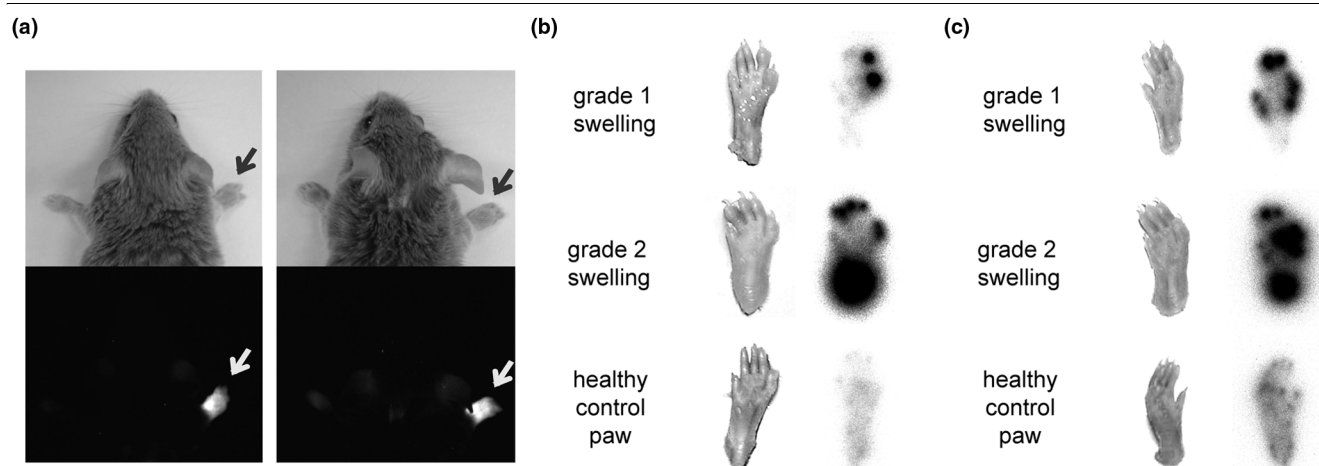 (a)
(b)
grade 1
swelling
grade 2
swelling
healthy
control
paw
(c)
grade 1
swelling
grade 2
swelling
healthy
control
paw